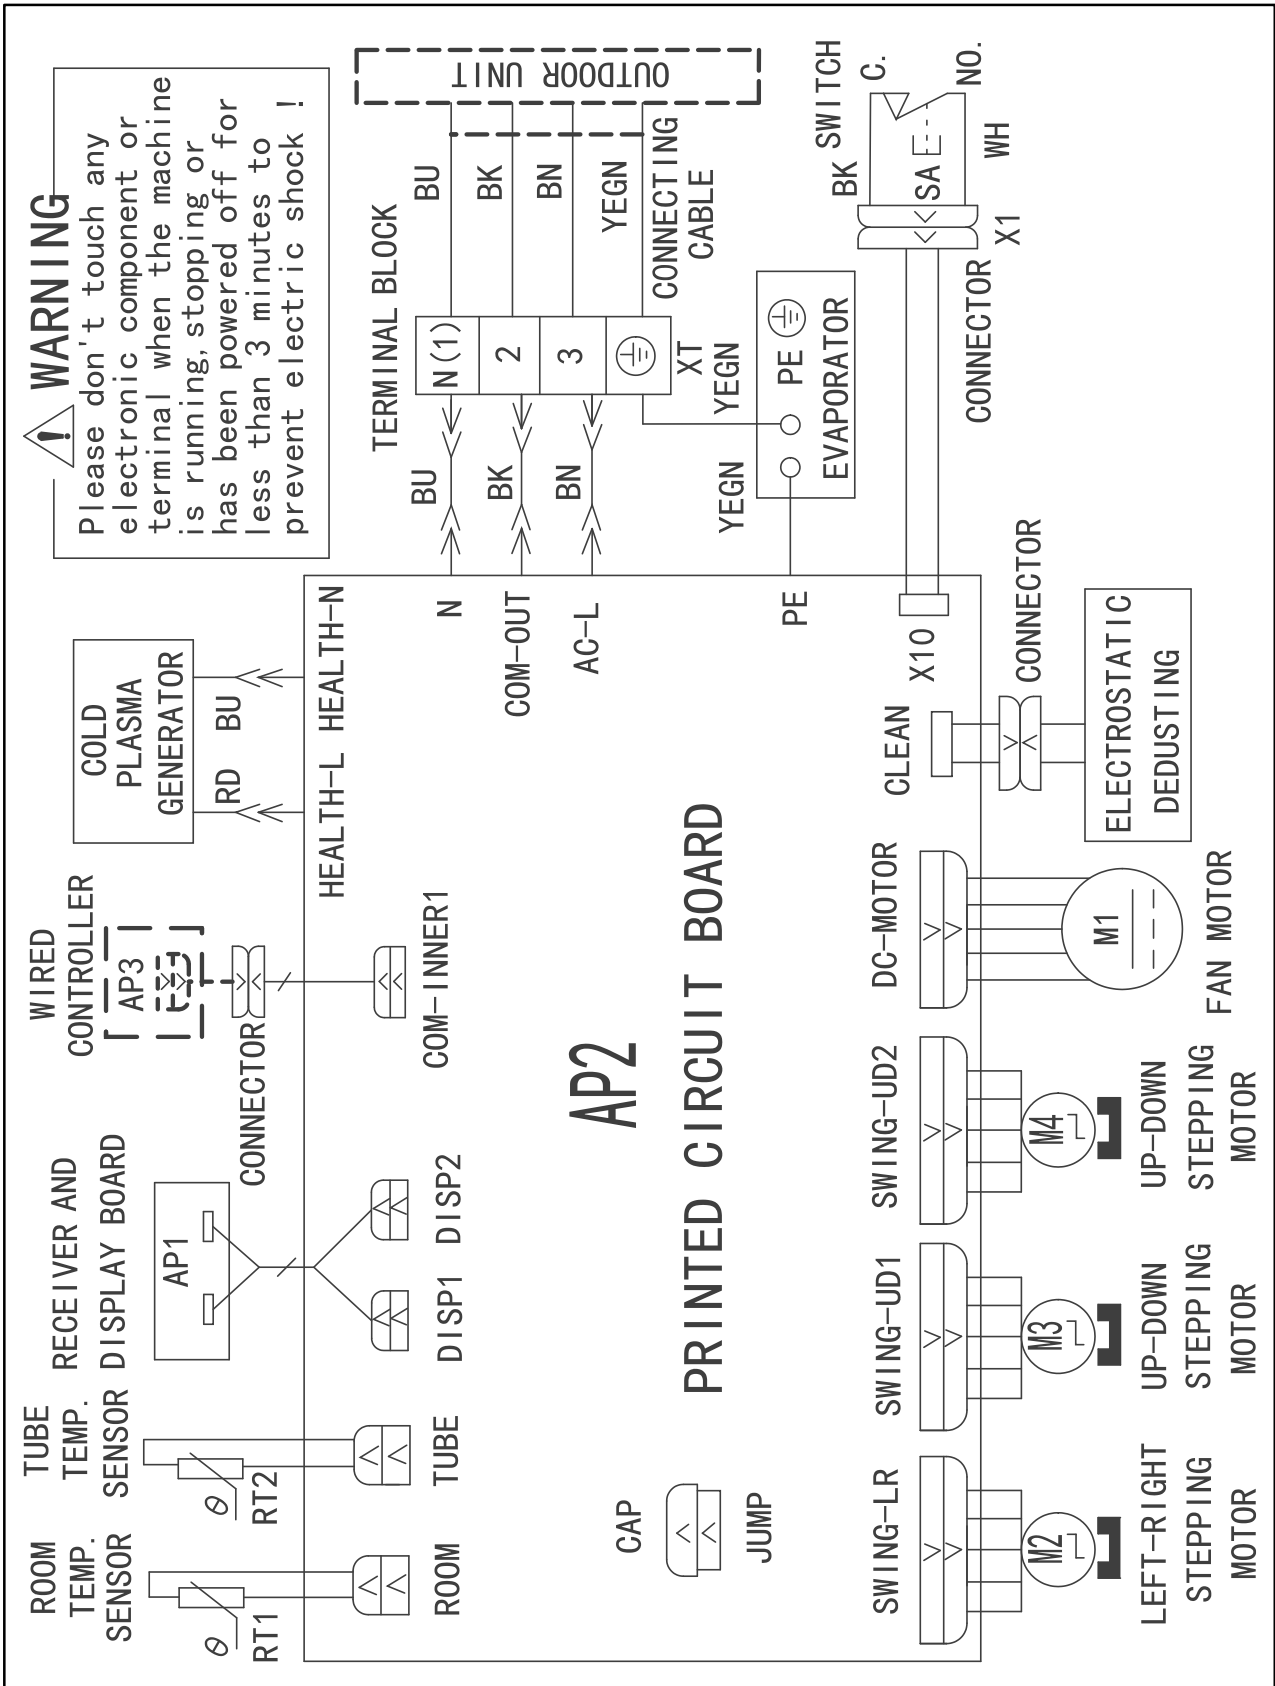 WARNING
Please don't touch any
electronic component or
terminal when the machine
is running,stopping or
has been powered off for
less than 3 minutes to
prevent electric shock !
ROOM
TEMP.
SENSOR
θ
RT1
ROOM
TUBE
TEMP.
SENSOR
θ
RT2
TUBE
RECEIVER AND
DISPLAY BOARD
AP1
DISP1
DISP2
WIRED
CONTROLLER
AP3
CONNECTOR
COM-INNER1
COLD
PLASMA
GENERATOR
RD
BU
HEALTH-L
HEALTH-N
OUTDOOR UNIT
BU
BK
BN
YEGN
CONNECTING
CABLE
TERMINAL BLOCK
N(1)
2
3
XT
BU
BK
BN
YEGN
YEGN
N
COM-OUT
AC-L
PE
PE
EVAPORATOR
SWITCH
BK
C.
SA
NO.
WH
X1
CONNECTOR
X10
CAP
JUMP
AP2
PRINTED CIRCUIT BOARD
SWING-LR
M2
LEFT-RIGHT
STEPPING
MOTOR
SWING-UD1
M3
UP-DOWN
STEPPING
MOTOR
SWING-UD2
M4
UP-DOWN
STEPPING
MOTOR
DC-MOTOR
M1
FAN MOTOR
CLEAN
CONNECTOR
ELECTROSTATIC
DEDUSTING